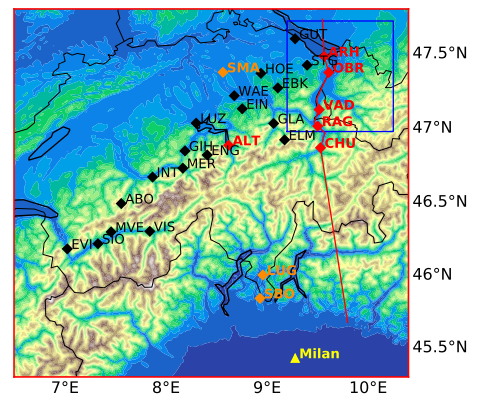 GUT
ARH
STG
OBR
SMA
HOE
EBK
WAE
EIN
VAD
LUZ
GLA
RAG
ELM
ALT
CHU
GIH
ENG
MER
INT
ABO
MVE
VIS
SIO
EVI
LUG
SBO
Milan
47.5°N
47°N
46.5°N
46°N
45.5°N
7°E
8°E
9°E
10°E